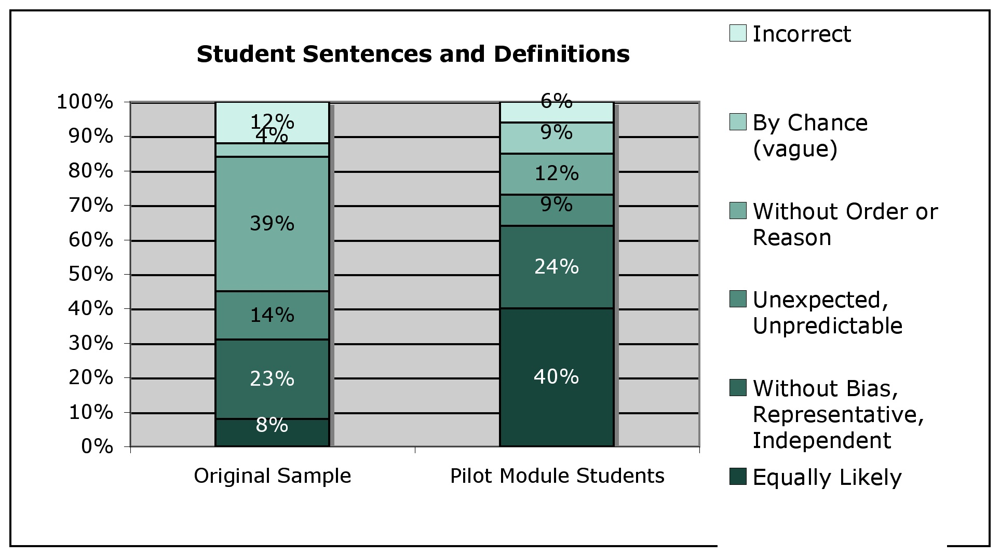 Student Sentences and Definitions
100%
90%
80%
70%
60%
50%
40%
30%
20%
10%
0%
12%
4%
39%
14%
23%
8%
6%
9%
12%
9%
24%
40%
Original Sample
Pilot Module Students
Incorrect
By Chance
(vague)
Without Order or
Reason
Unexpected,
Unpredictable
Without Bias,
Representative,
Independent
Equally Likely